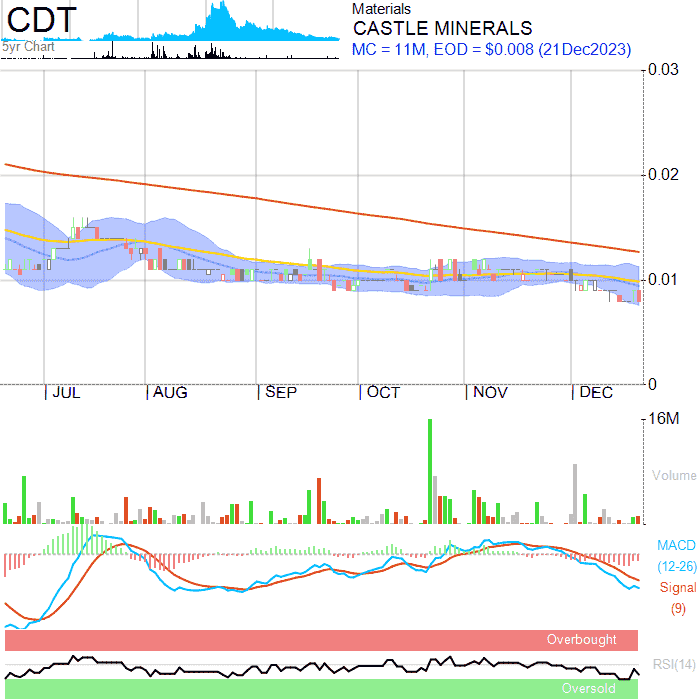 CDT
5yr Chart
Materials
CASTLE MINERALS
MC = 11M, EOD = $0.008 (21Dec2023)
0.03
0.02
0.01
0
JUL AUG SEP OCT NOV DEC
16M
Volume
MACD
(12-26)
Signal
(9)
Overbought
RSI(14)
Oversold